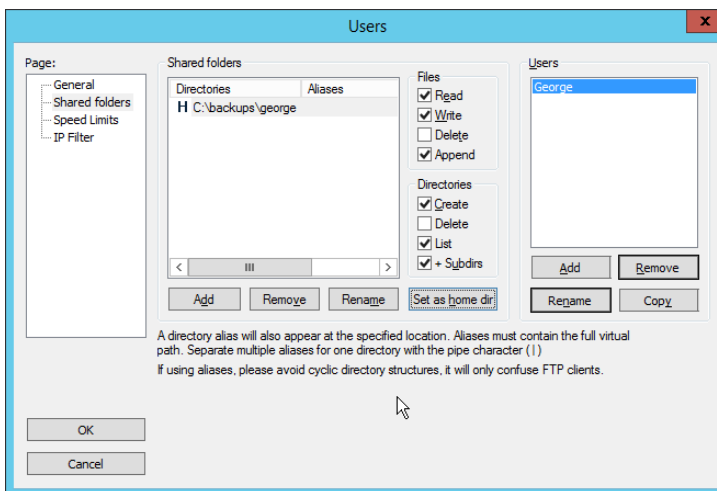 Users
x
Page:
General
Shared folders
Speed Limits
IP Filter
Shared folders
Directories Aliases
H C:\backups\george
Files
Read
Write
Delete
Append
Directories
Create
Delete
List
+ Subdirs
Add Remove Rename Set as home dir
Users
George
Add Remove
Rename Copy
A directory alias will also appear at the specified location. Aliases must contain the full virtual
path. Separate multiple aliases for one directory with the pipe character ( | )
If using aliases, please avoid cyclic directory structures, it will only confuse FTP clients.
OK
Cancel